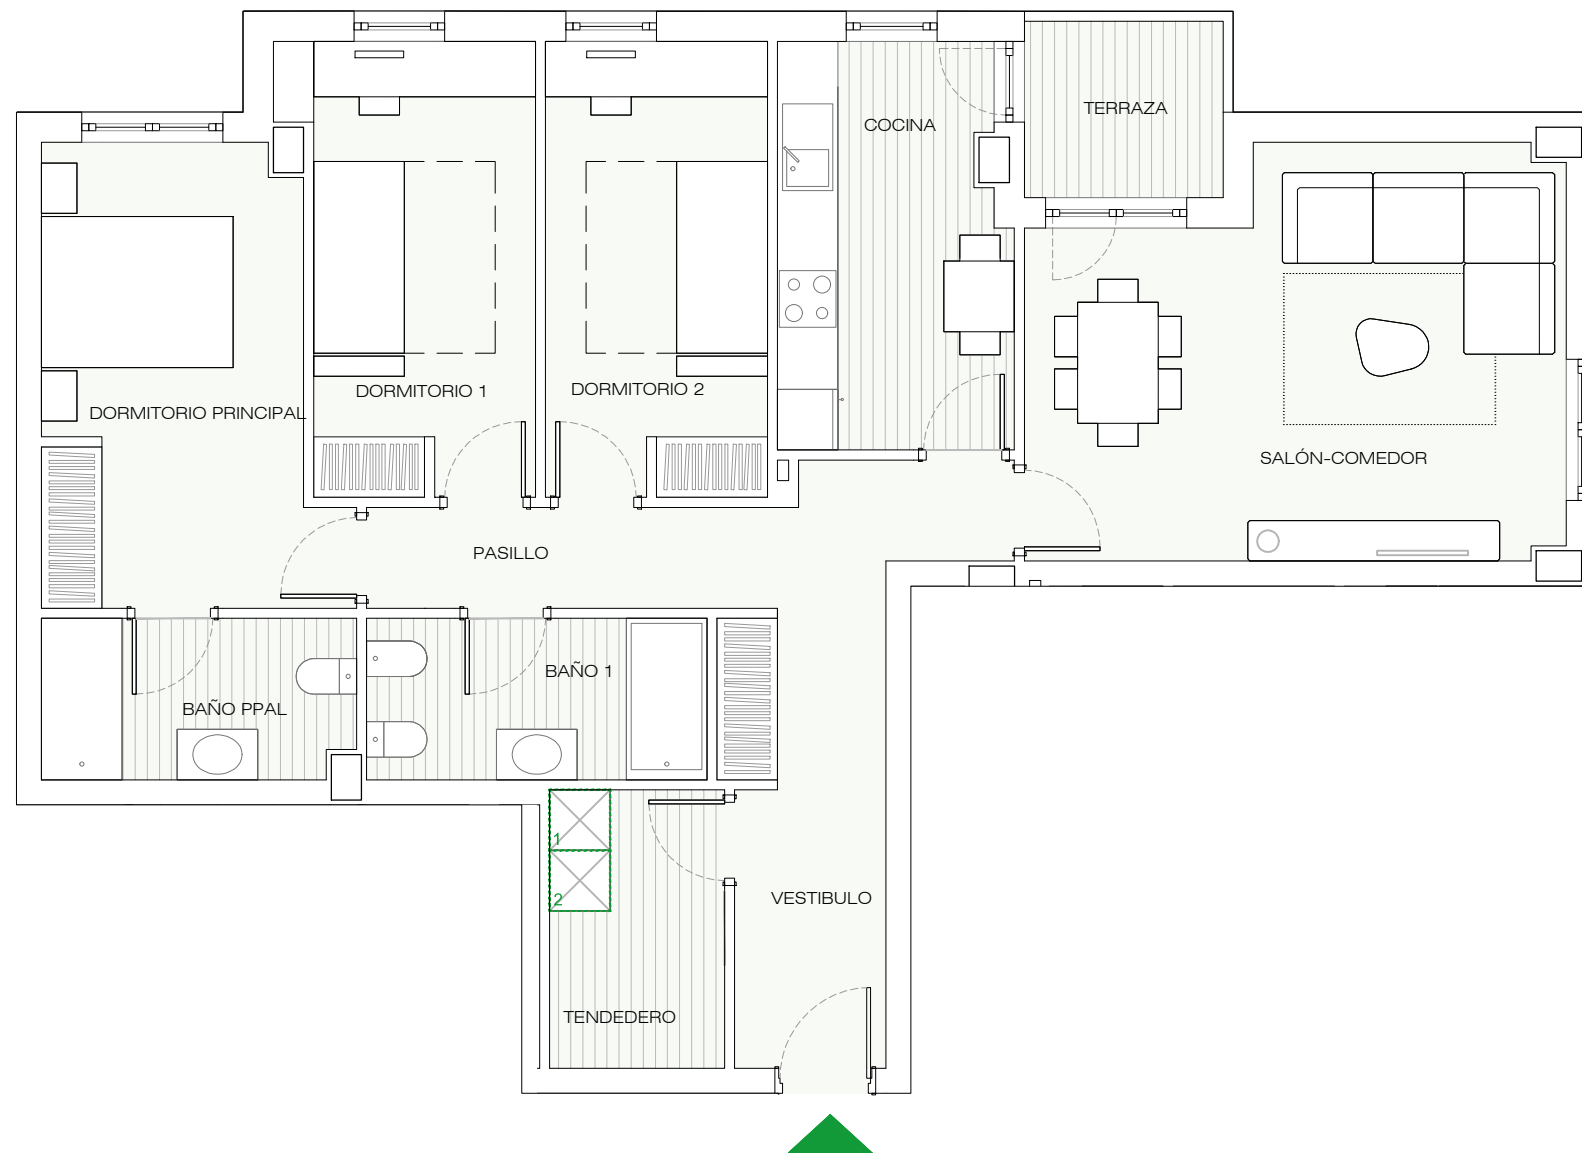 TERRAZA
COCINA
DORMITORIO 1
DORMITORIO 2
DORMITORIO PRINCIPAL
SALÓN-COMEDOR
PASILLO
BAÑO 1
BAÑO PPAL
1
2
VESTIBULO
TENDEDERO